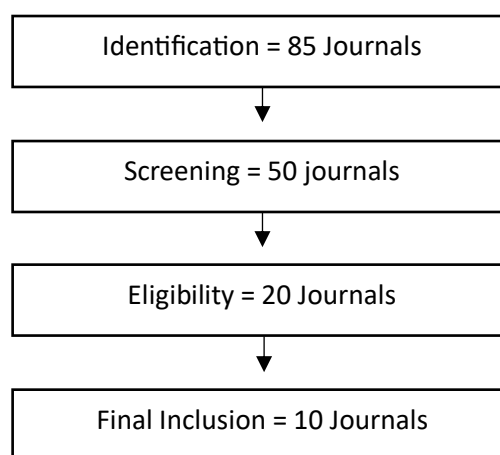 Identification = 85 Journals
Screening = 50 journals
Eligibility = 20 Journals
Final Inclusion = 10 Journals